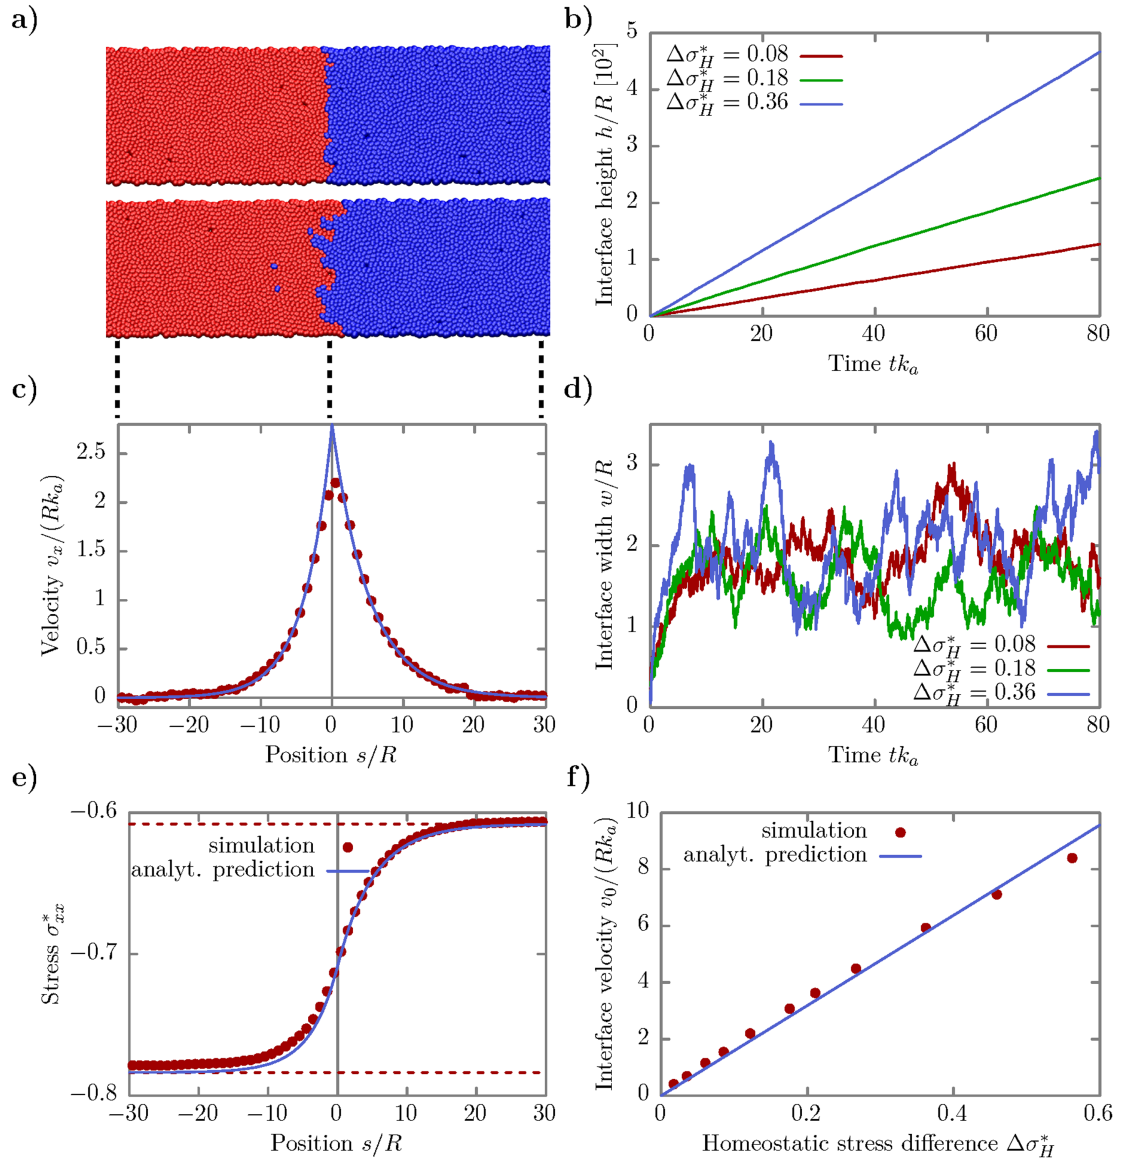 a)
b)
Interface height h/R [10²]
5
4
3
2
1
0
Δσ*_H = 0.08
Δσ*_H = 0.18
Δσ*_H = 0.36
0 20 40 60 80
Time tk_a
c)
Velocity v_x/(Rk_a)
2.5
2
1.5
1
0.5
0
−30 −20 −10 0 10 20 30
Position s/R
d)
Interface width w/R
3
2
1
0
Δσ*_H = 0.08
Δσ*_H = 0.18
Δσ*_H = 0.36
0 20 40 60 80
Time tk_a
e)
Stress σ*_xx
−0.6
−0.7
−0.8
simulation
analyt. prediction
−30 −20 −10 0 10 20 30
Position s/R
f)
Interface velocity v_0/(Rk_a)
10
8
6
4
2
0
simulation
analyt. prediction
0 0.2 0.4 0.6
Homeostatic stress difference Δσ*_H